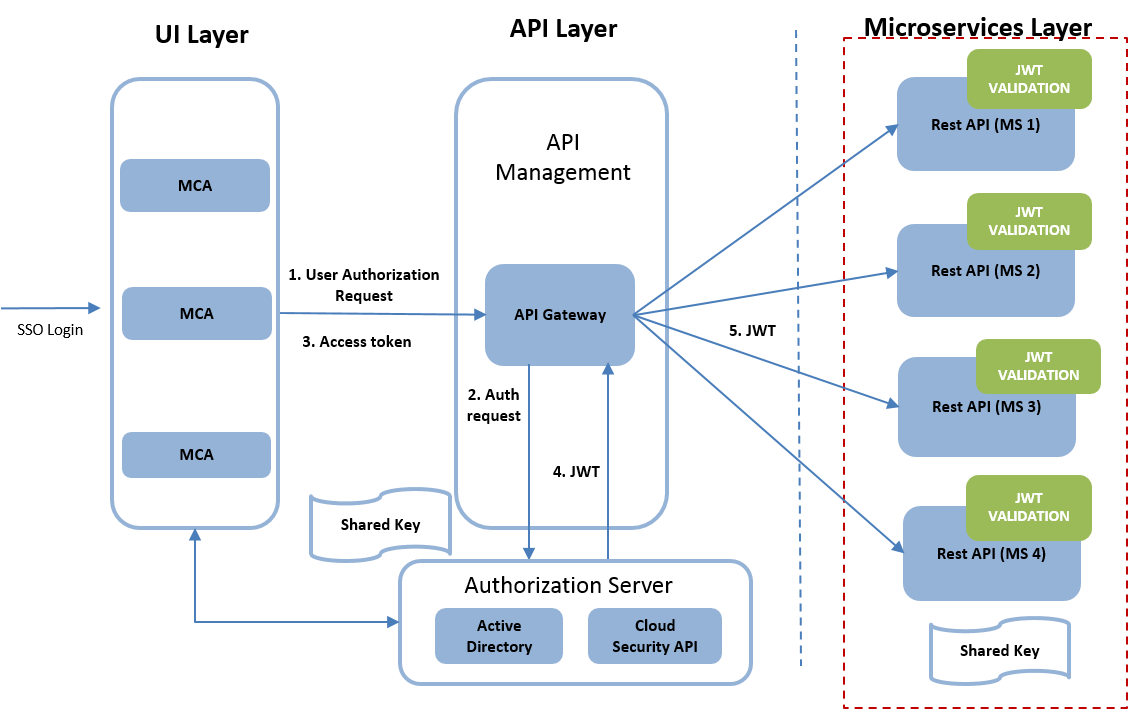 UI Layer
API Layer
Microservices Layer
MCA
MCA
MCA
SSO Login
1. User Authorization
Request
3. Access token
API
Management
API Gateway
2. Auth
request
4. JWT
5. JWT
Shared Key
Authorization Server
Active
Directory
Cloud
Security API
JWT
VALIDATION
Rest API (MS 1)
JWT
VALIDATION
Rest API (MS 2)
JWT
VALIDATION
Rest API (MS 3)
JWT
VALIDATION
Rest API (MS 4)
Shared Key